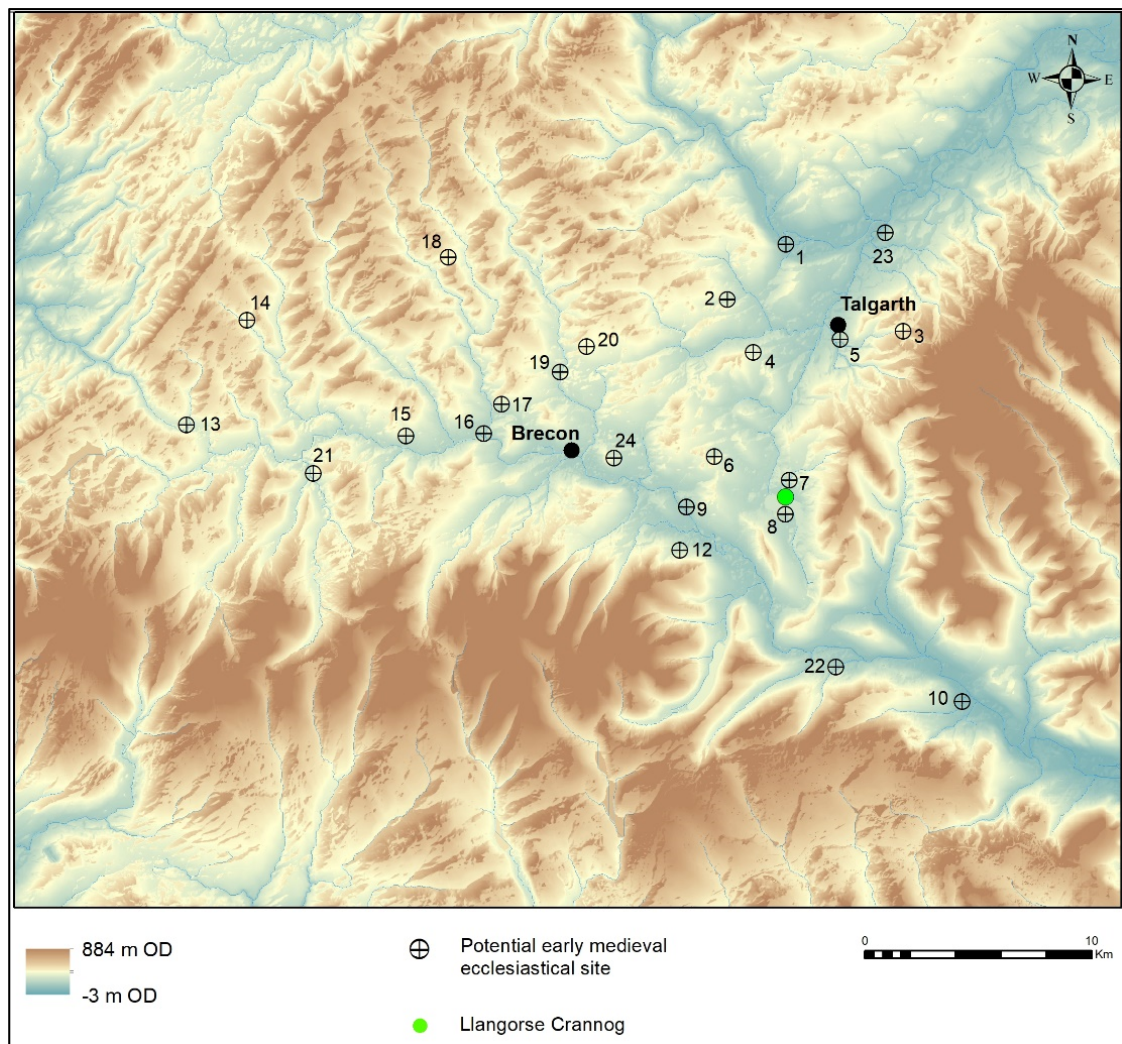 N
W E
S
18
1
23
14
2
Talgarth
3
20
5
4
19
17
15
16
13
Brecon
24
6
21
7
9
8
12
22
10
884 m OD
-3 m OD
Potential early medieval
ecclesiastical site
Llangorse Crannog
0 10
Km